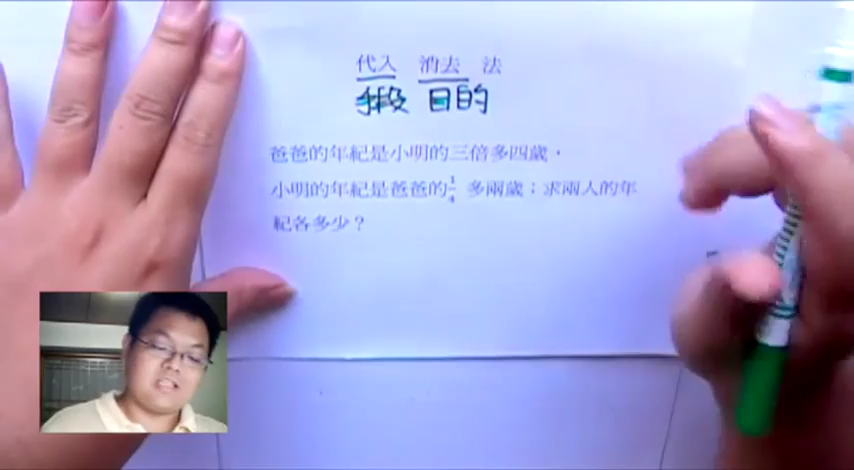 代入 消去 法
手段 目的
爸爸的年紀是小明的三倍多四歲．
小明的年紀是爸爸的1/4 多兩歲；求兩人的年
紀各多少？